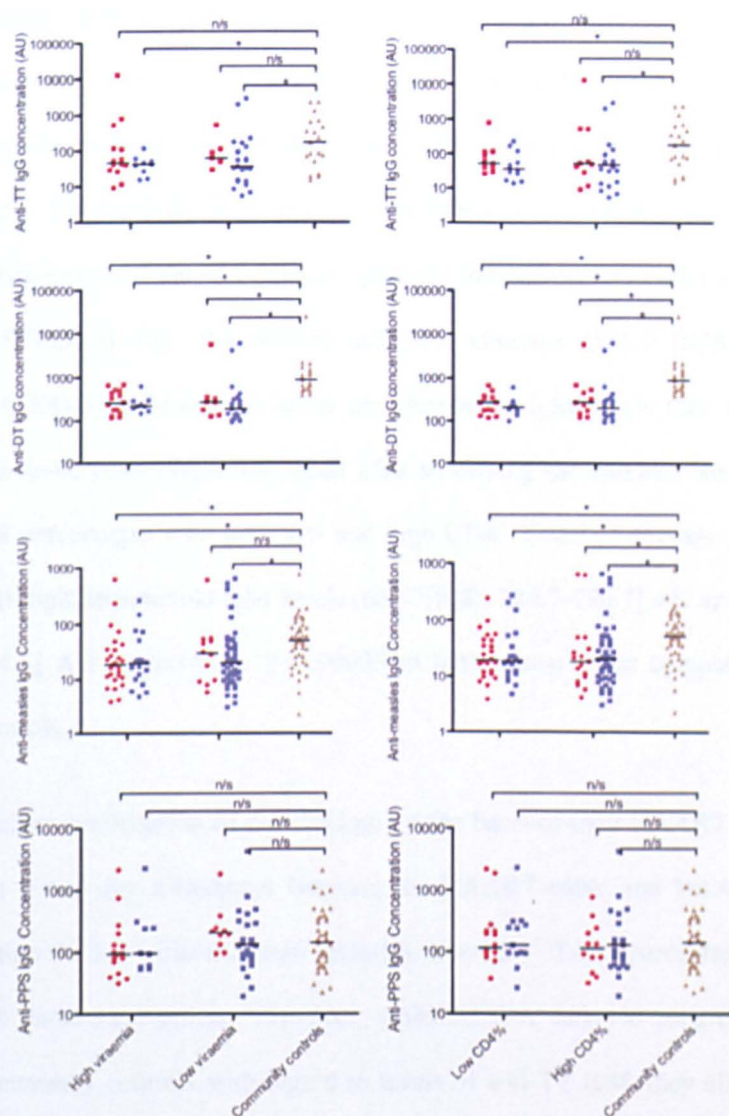 n/s
*
n/s
*
100000
10000
1000
100
10
1
Anti-TT IgG concentration (AU)
n/s
*
n/s
*
100000
10000
1000
100
10
1
Anti-TT IgG concentration (AU)
*
*
*
*
100000
10000
1000
100
10
Anti-DT IgG concentration (AU)
*
*
*
*
100000
10000
1000
100
10
Anti-DT IgG concentration (AU)
*
*
n/s
*
1000
100
10
1
Anti-measles IgG Concentration (AU)
*
*
*
*
1000
100
10
1
Anti-measles IgG Concentration (AU)
n/s
n/s
n/s
n/s
10000
1000
100
10
Anti-PPS IgG Concentration (AU)
High viraemia
Low viraemia
Community controls
n/s
n/s
n/s
n/s
10000
1000
100
10
Anti-PPS IgG Concentration (AU)
Low CD4%
High CD4%
Community controls